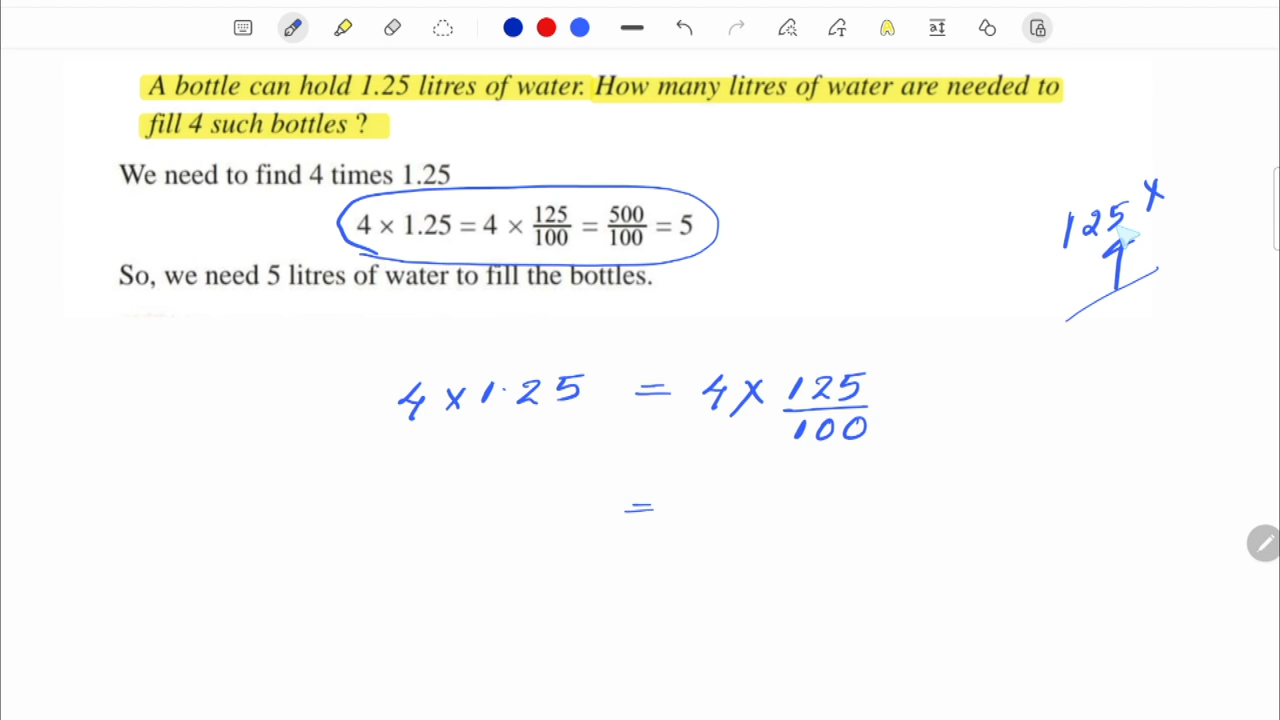 A bottle can hold 1.25 litres of water. How many litres of water are needed to
fill 4 such bottles ?
We need to find 4 times 1.25
4 × 1.25 = 4 × 125/100 = 500/100 = 5
So, we need 5 litres of water to fill the bottles.
125 ×
4
4 × 1.25 = 4 × 125/100
=